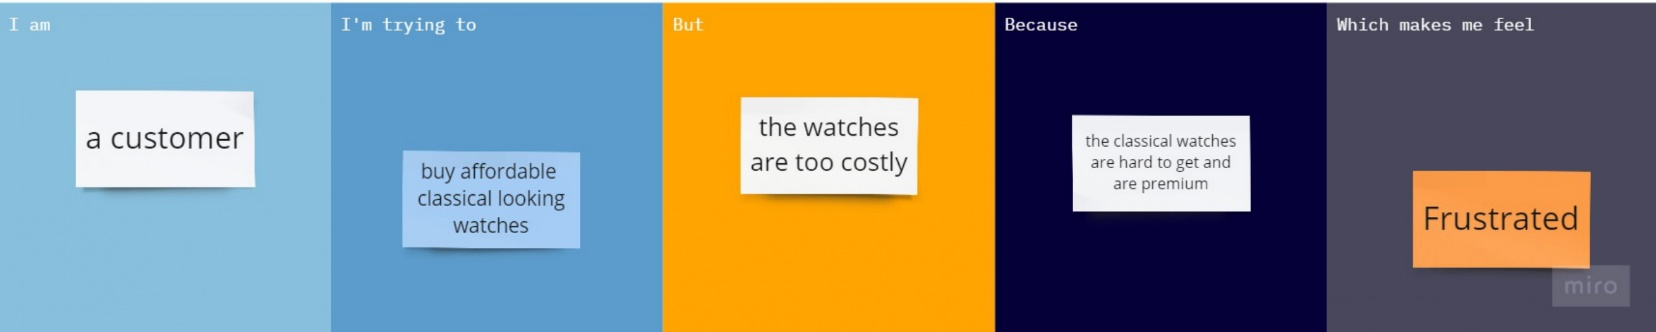 I am
a customer
I'm trying to
buy affordable
classical looking
watches
But
the watches
are too costly
Because
the classical watches
are hard to get and
are premium
Which makes me feel
Frustrated
miro